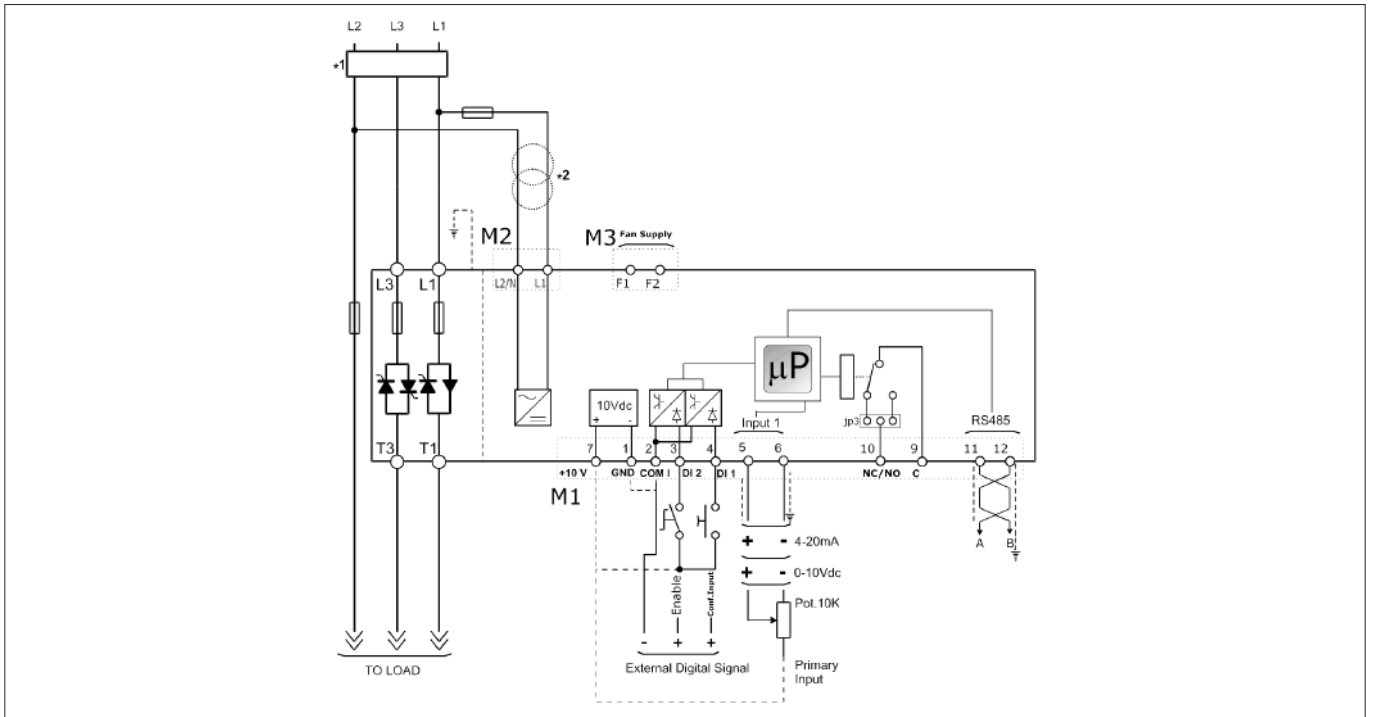 L2 L3 L1
*1
*2
M2
M3 Fan Supply
L3 L1 L2/N L1 F1 F2
µP
10Vdc
+ -
Input 1
jp3
RS485
T3 T1
7 1 2 3 4 5 6 10 9 11 12
+10 V GND COM I DI 2 DI 1 NC/NO C
M1
+ - 4-20mA
A B
+ - 0-10Vdc
Enable
Conf.Input
Pot.10K
- + +
TO LOAD
External Digital Signal
Primary
Input